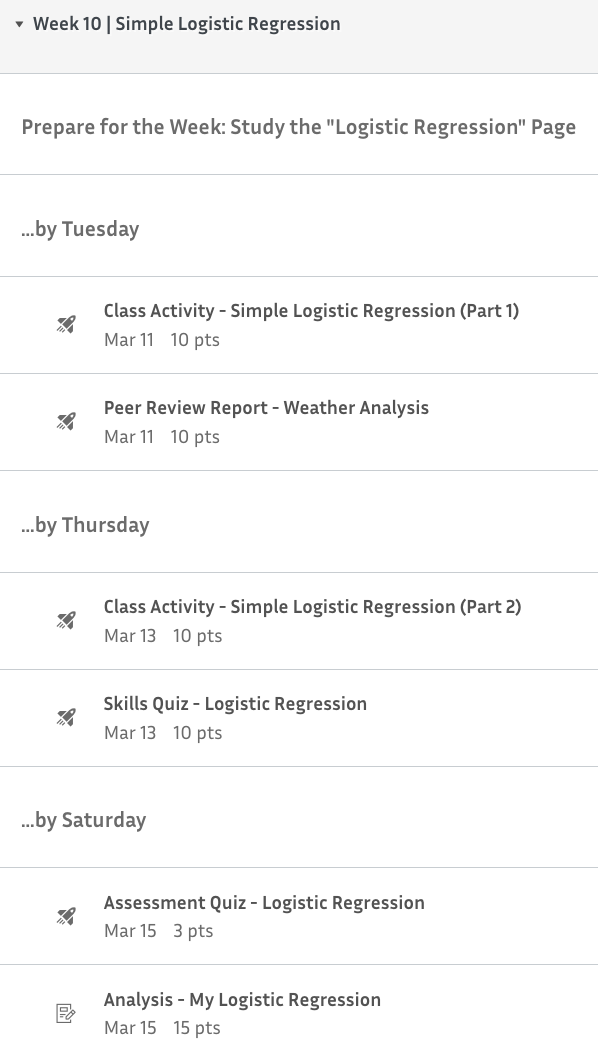 Week 10 | Simple Logistic Regression
Prepare for the Week: Study the "Logistic Regression" Page
...by Tuesday
Class Activity - Simple Logistic Regression (Part 1)
Mar 11 10 pts
Peer Review Report - Weather Analysis
Mar 11 10 pts
...by Thursday
Class Activity - Simple Logistic Regression (Part 2)
Mar 13 10 pts
Skills Quiz - Logistic Regression
Mar 13 10 pts
...by Saturday
Assessment Quiz - Logistic Regression
Mar 15 3 pts
Analysis - My Logistic Regression
Mar 15 15 pts